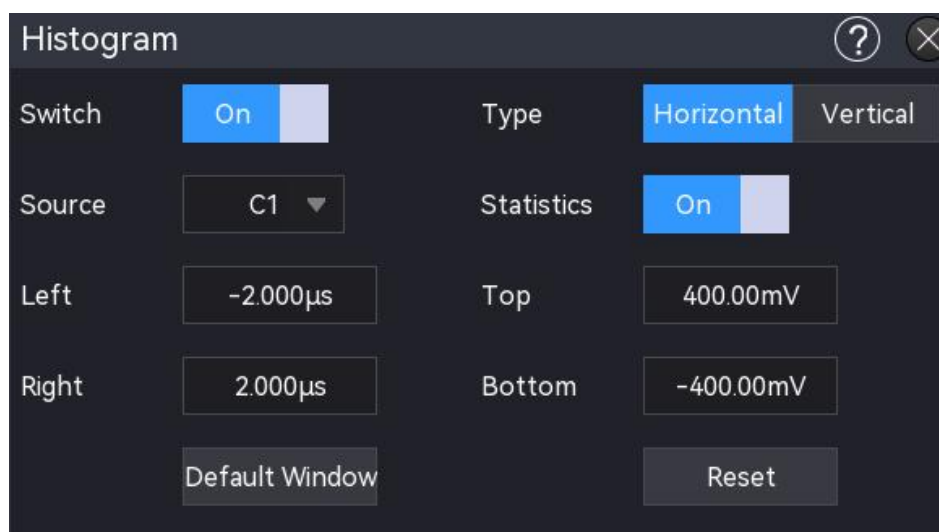 Histogram ?
Switch On Type Horizontal Vertical
Source C1 Statistics On
Left -2.000μs Top 400.00mV
Right 2.000μs Bottom -400.00mV
Default Window Reset